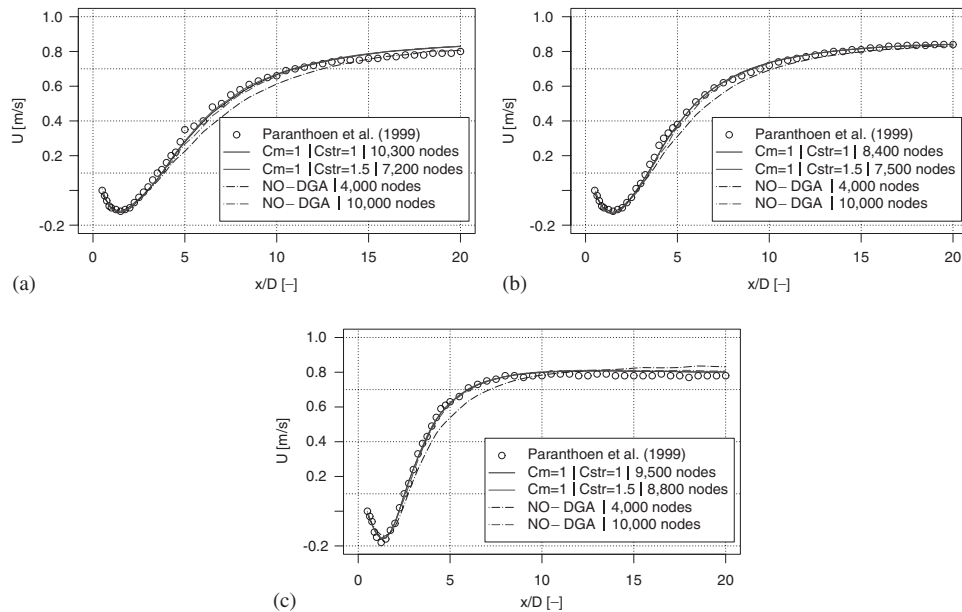 1.0
0.8
0.6
0.4
0.2
-0.2
U [m/s]
Paranthoen et al. (1999)
Cm=1 | Cstr=1 | 10,300 nodes
Cm=1 | Cstr=1.5 | 7,200 nodes
NO− DGA | 4,000 nodes
NO− DGA | 10,000 nodes
0 5 10 15 20
x/D [−]
(a)
1.0
0.8
0.6
0.4
0.2
-0.2
U [m/s]
Paranthoen et al. (1999)
Cm=1 | Cstr=1 | 8,400 nodes
Cm=1 | Cstr=1.5 | 7,500 nodes
NO− DGA | 4,000 nodes
NO− DGA | 10,000 nodes
0 5 10 15 20
x/D [−]
(b)
1.0
0.8
0.6
0.4
0.2
-0.2
U [m/s]
Paranthoen et al. (1999)
Cm=1 | Cstr=1 | 9,500 nodes
Cm=1 | Cstr=1.5 | 8,800 nodes
NO− DGA | 4,000 nodes
NO− DGA | 10,000 nodes
0 5 10 15 20
x/D [−]
(c)